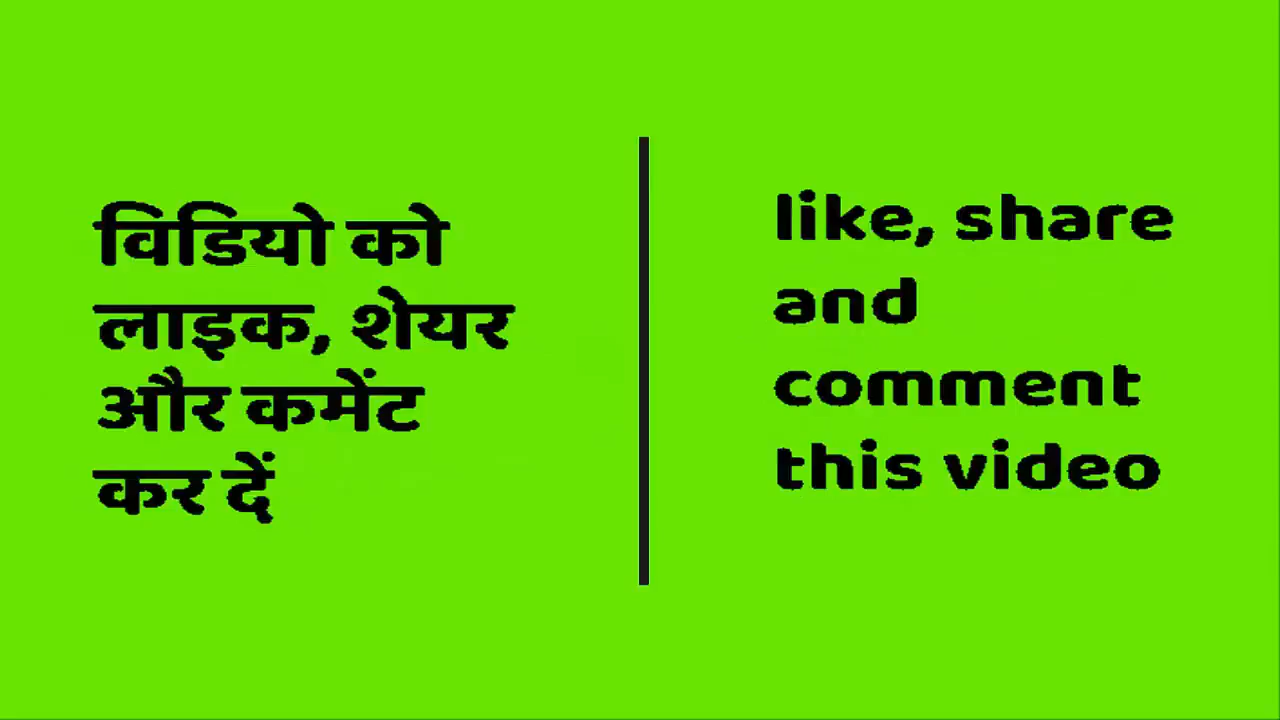 विडियो को
लाइक, शेयर
और कमेंट
कर दें
like, share
and
comment
this video